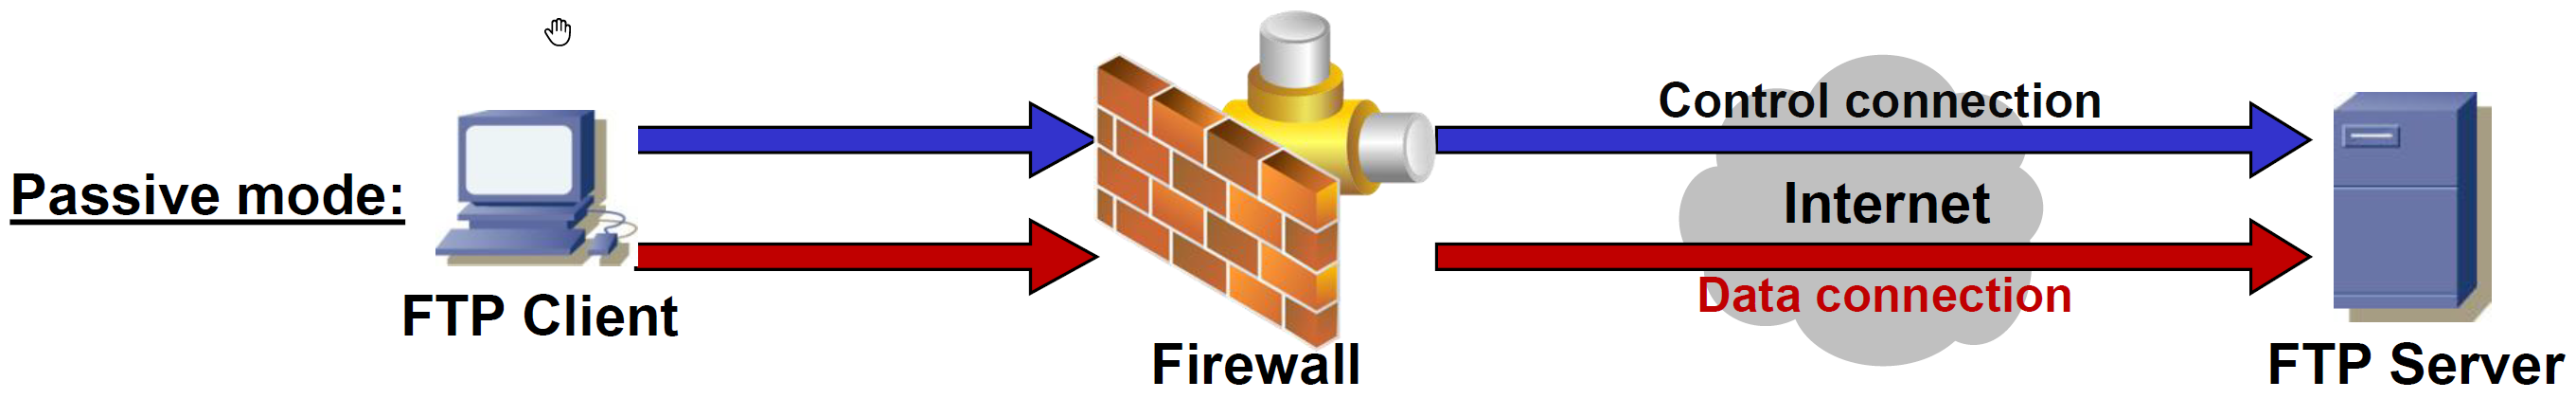 Passive mode:
FTP Client
Firewall
Control connection
Internet
Data connection
FTP Server